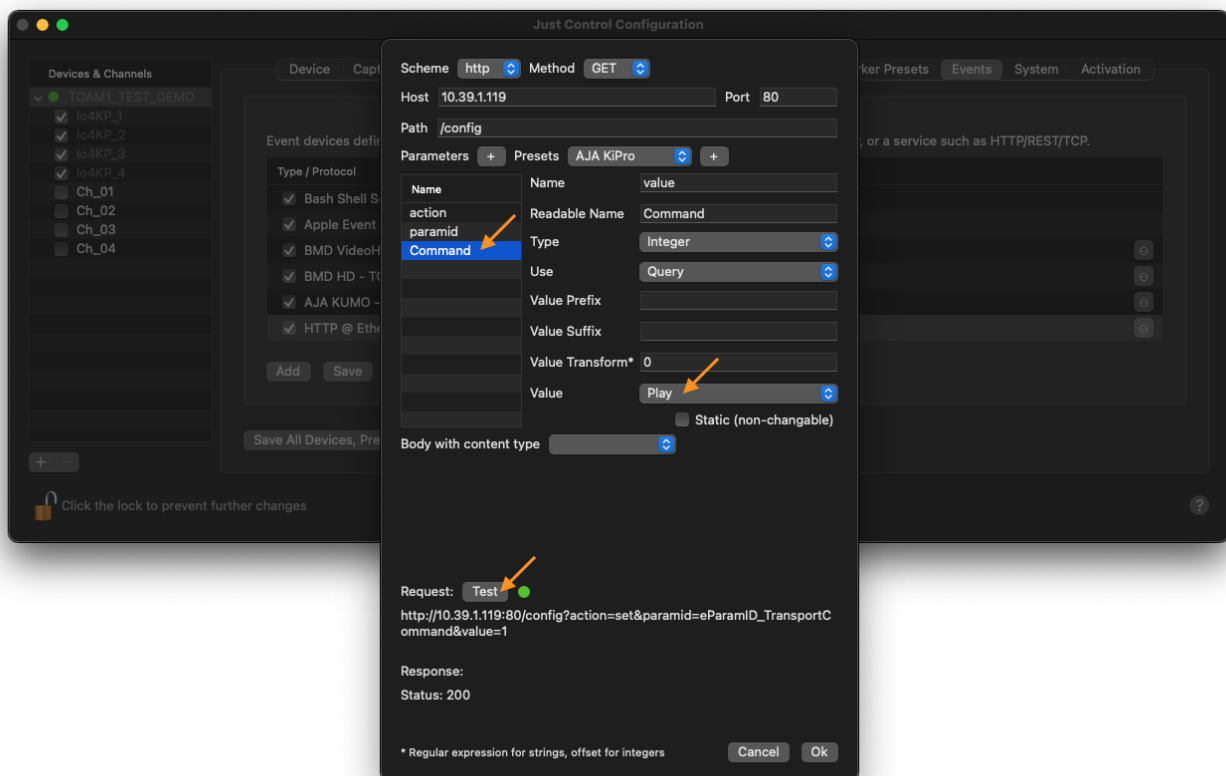 Just Control Configuration
Devices & Channels
TOAM1_TEST_DEMO
Io4KP_1
Io4KP_2
Io4KP_3
Io4KP_4
Ch_01
Ch_02
Ch_03
Ch_04
Device
Events
System
Activation
Presets
Event devices
, or a service such as HTTP/REST/TCP.
Type / Protocol
Bash Shell
Apple Event
BMD
BMD HD -
AJA KUMO -
HTTP @
Add
Save
Save All Devices,
Click the lock to prevent further changes
?
Scheme http Method GET
Host 10.39.1.119 Port 80
Path /config
Parameters + Presets AJA KiPro +
Name
action
paramid
Command
Name value
Readable Name Command
Type Integer
Use Query
Value Prefix
Value Suffix
Value Transform* 0
Value Play
Static (non-changable)
Body with content type
Request: Test
http://10.39.1.119:80/config?action=set&paramid=eParamID_TransportC
ommand&value=1
Response:
Status: 200
* Regular expression for strings, offset for integers
Cancel Ok